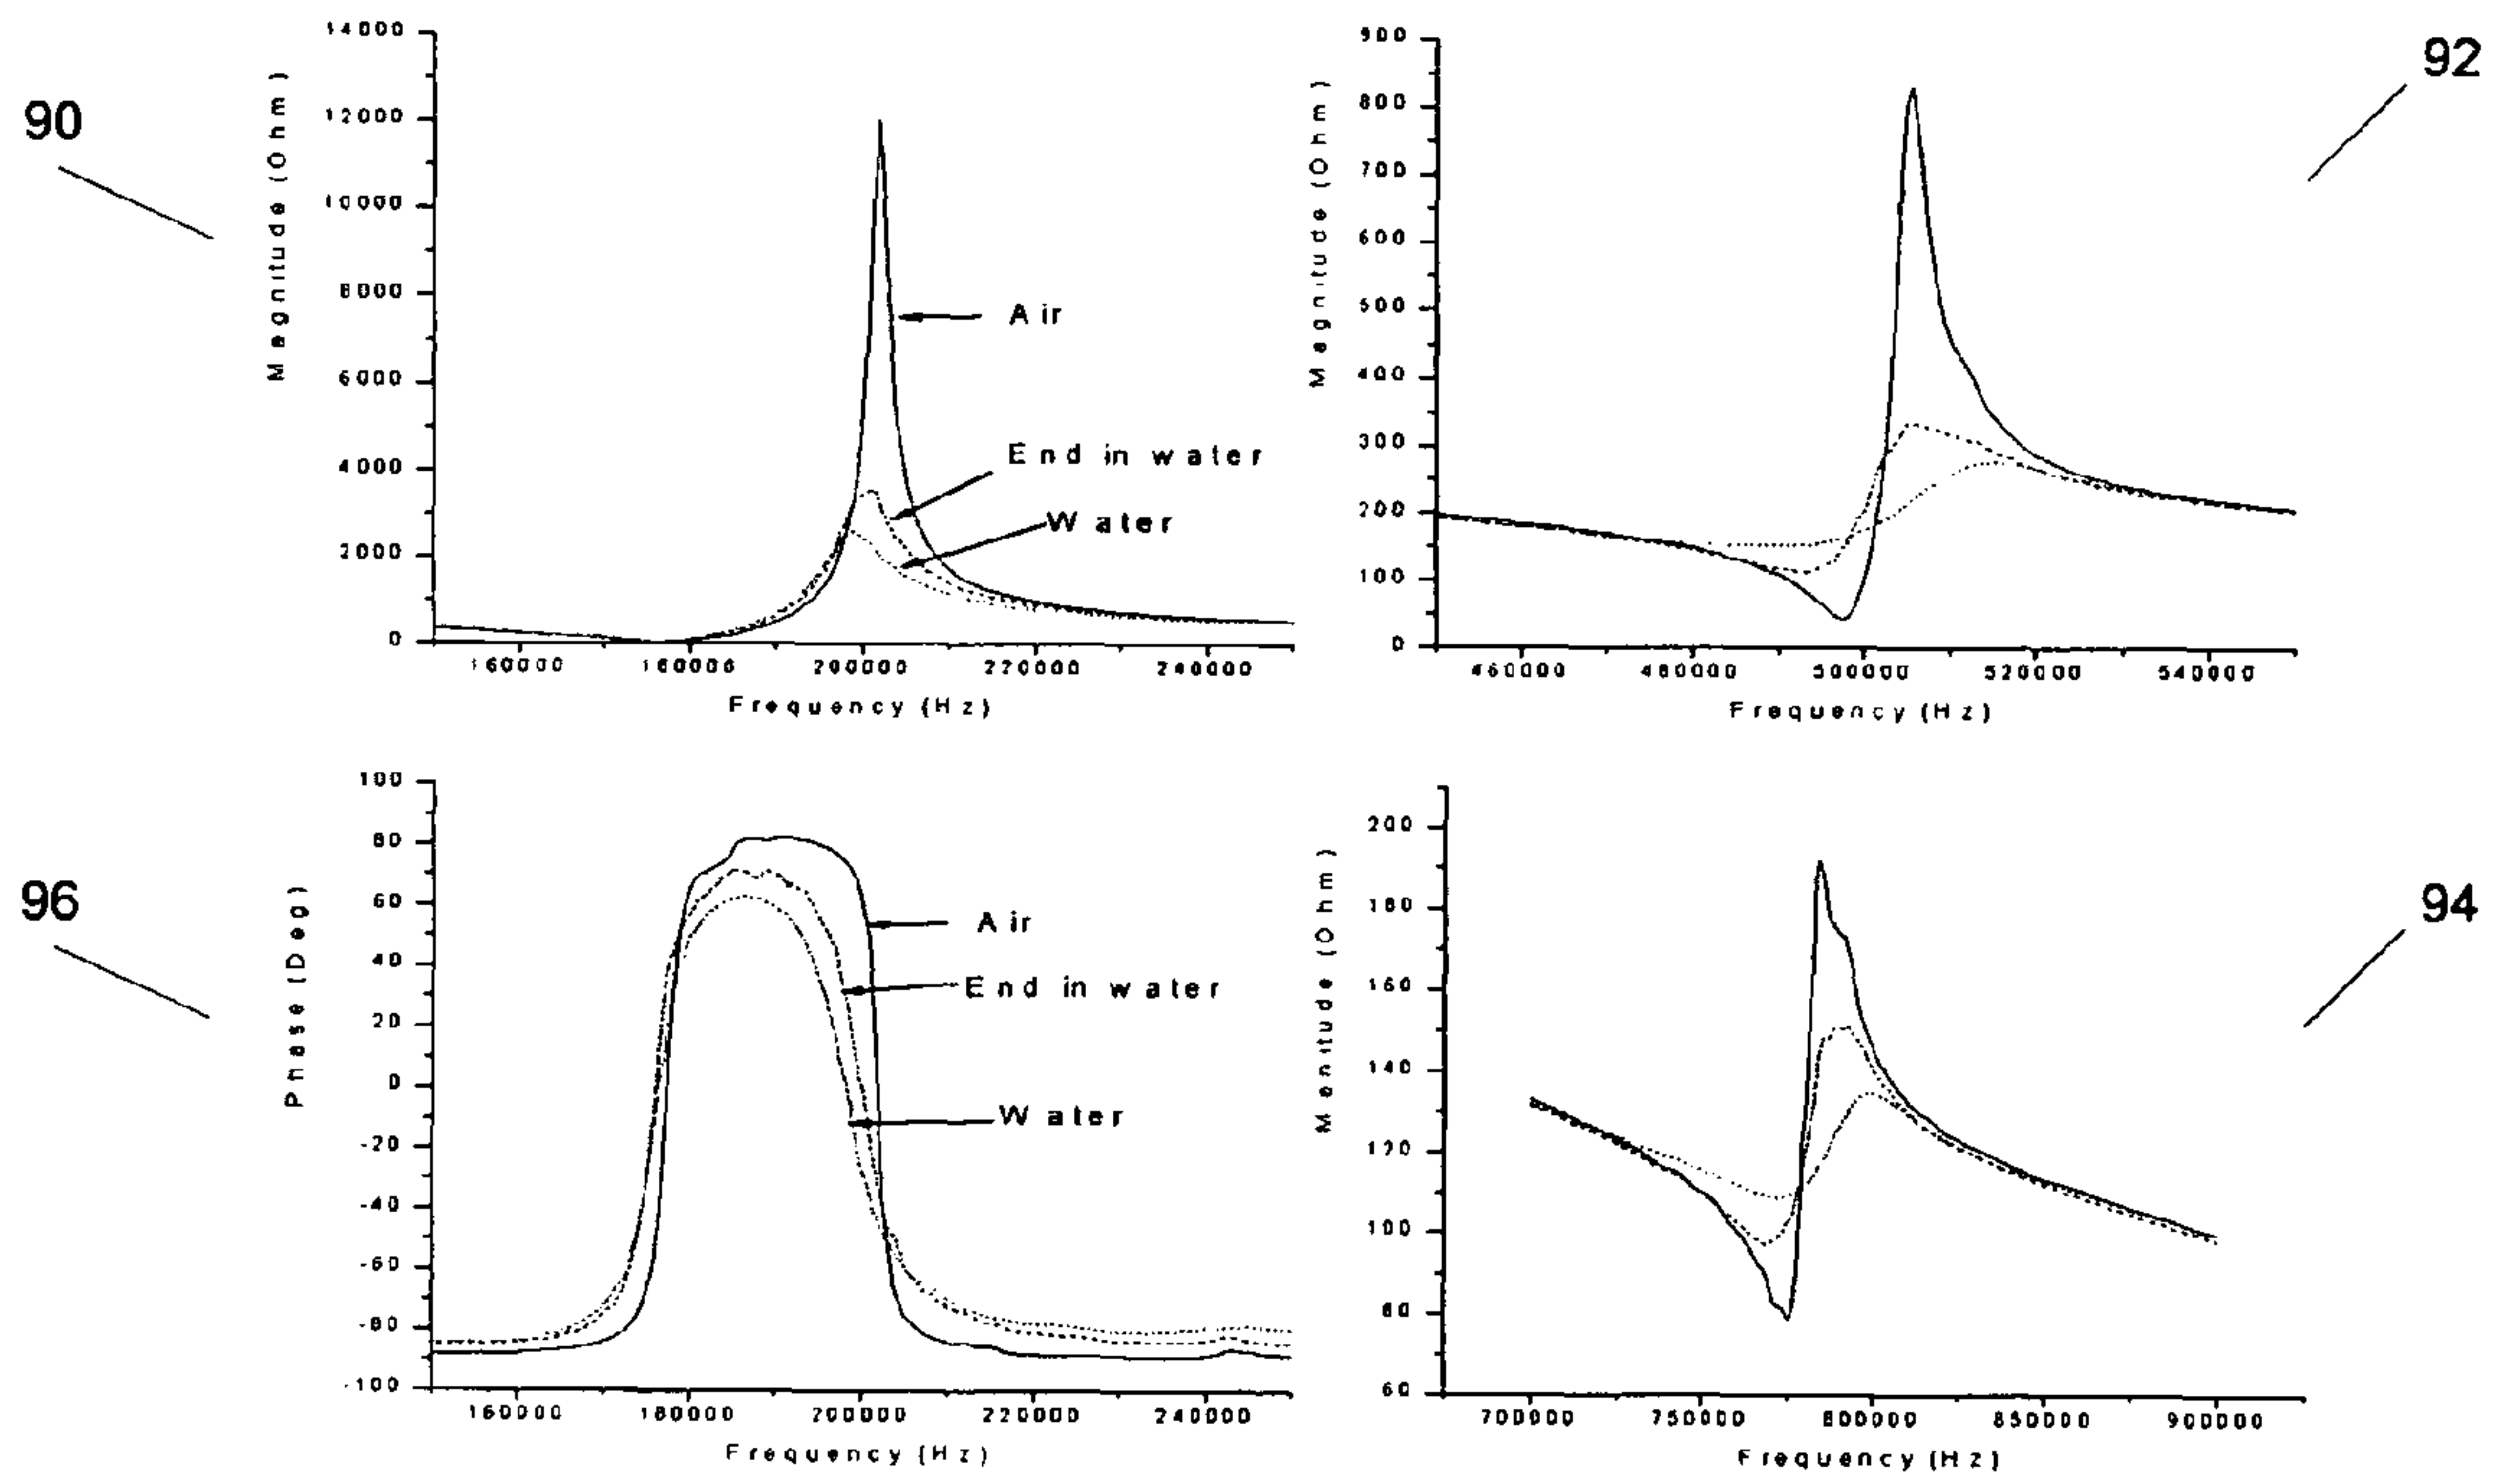 90
Magnitude (Ohm)
14000
12000
10000
8000
6000
4000
2000
0
Air
End in water
Water
160000 180000 200000 220000 240000
Frequency (Hz)
92
Magnitude (Ohm)
900
800
700
600
500
400
300
200
100
0
460000 480000 500000 520000 540000
Frequency (Hz)
96
Phase (Deg)
100
80
60
40
20
0
-20
-40
-60
-80
-100
Air
End in water
Water
160000 180000 200000 220000 240000
Frequency (Hz)
94
Menitude (Ohm)
200
180
160
140
120
100
80
60
700000 750000 800000 850000 900000
Frequency (Hz)